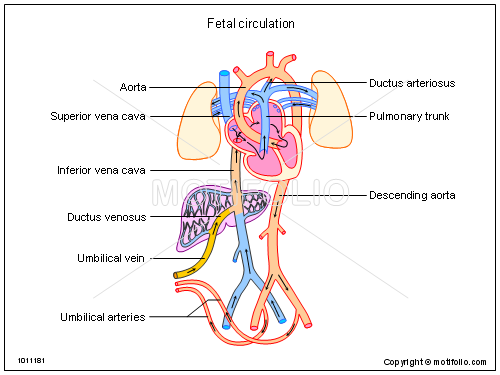 Fetal circulation
Aorta
Ductus arteriosus
Superior vena cava
Pulmonary trunk
Inferior vena cava
MOTIFOLIO
Descending aorta
Ductus venosus
Umbilical vein
Umbilical arteries
1011181
Copyright © motifolio.com